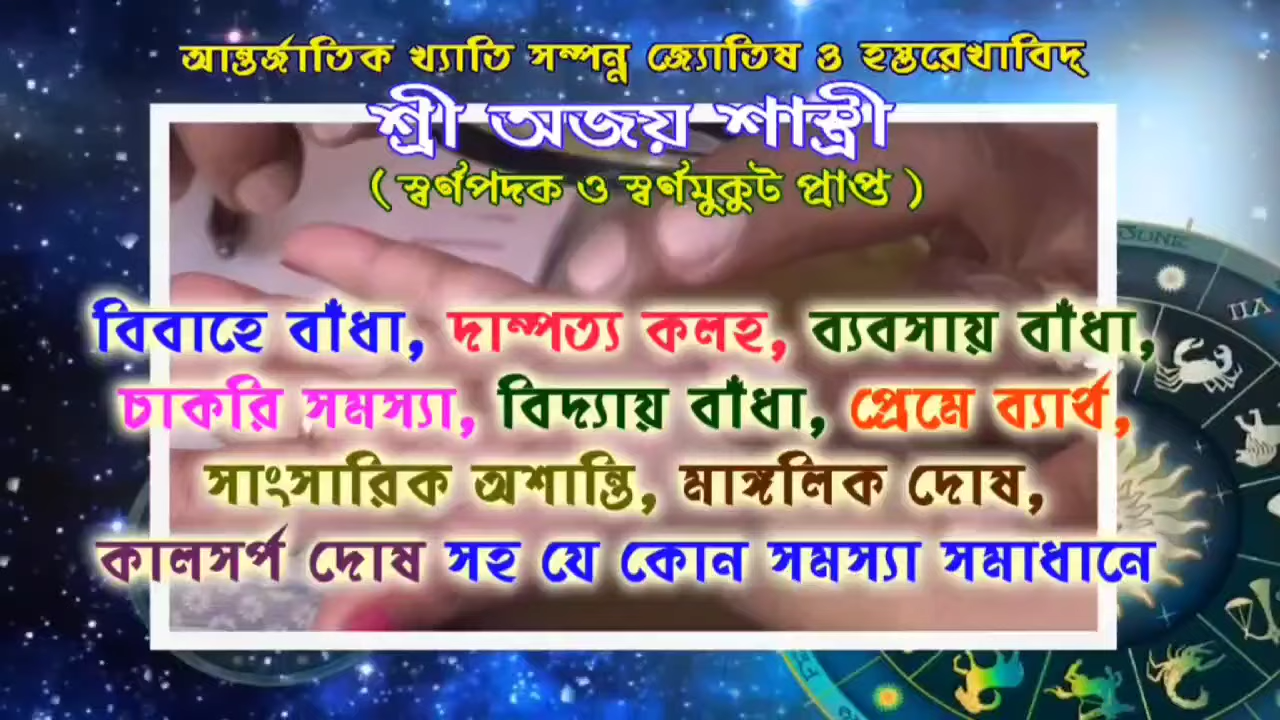 আন্তর্জাতিক খ্যাতি সম্পন্ন জ্যোতিষ ও হস্তরেখাবিদ্
শ্রী অজয় শাস্ত্রী
( স্বর্ণপদক ও স্বর্ণমুকুট প্রাপ্ত )
বিবাহে বাঁধা, দাম্পত্য কলহ, ব্যবসায় বাঁধা,
চাকরি সমস্যা, বিদ্যায় বাঁধা, প্রেমে ব্যার্থ,
সাংসারিক অশান্তি, মাঙ্গলিক দোষ,
কালসর্প দোষ সহ যে কোন সমস্যা সমাধানে
JUNE